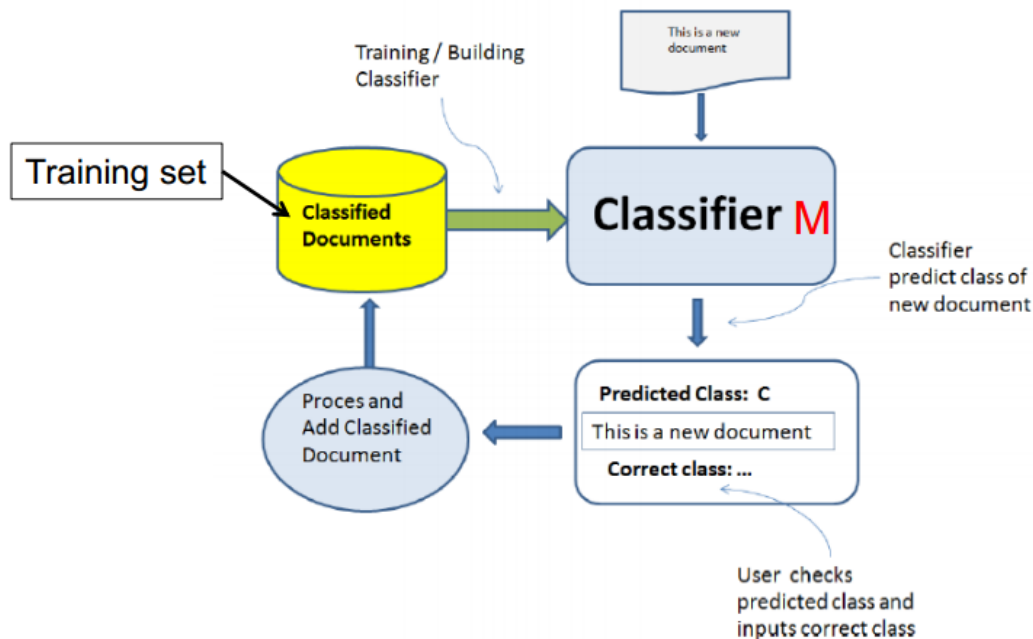 This is a new
document
Training / Building
Classifier
Training set
Classified
Documents
Classifier M
Classifier
predict class of
new document
Proces and
Add Classified
Document
Predicted Class: C
This is a new document
Correct class: ...
User checks
predicted class and
inputs correct class